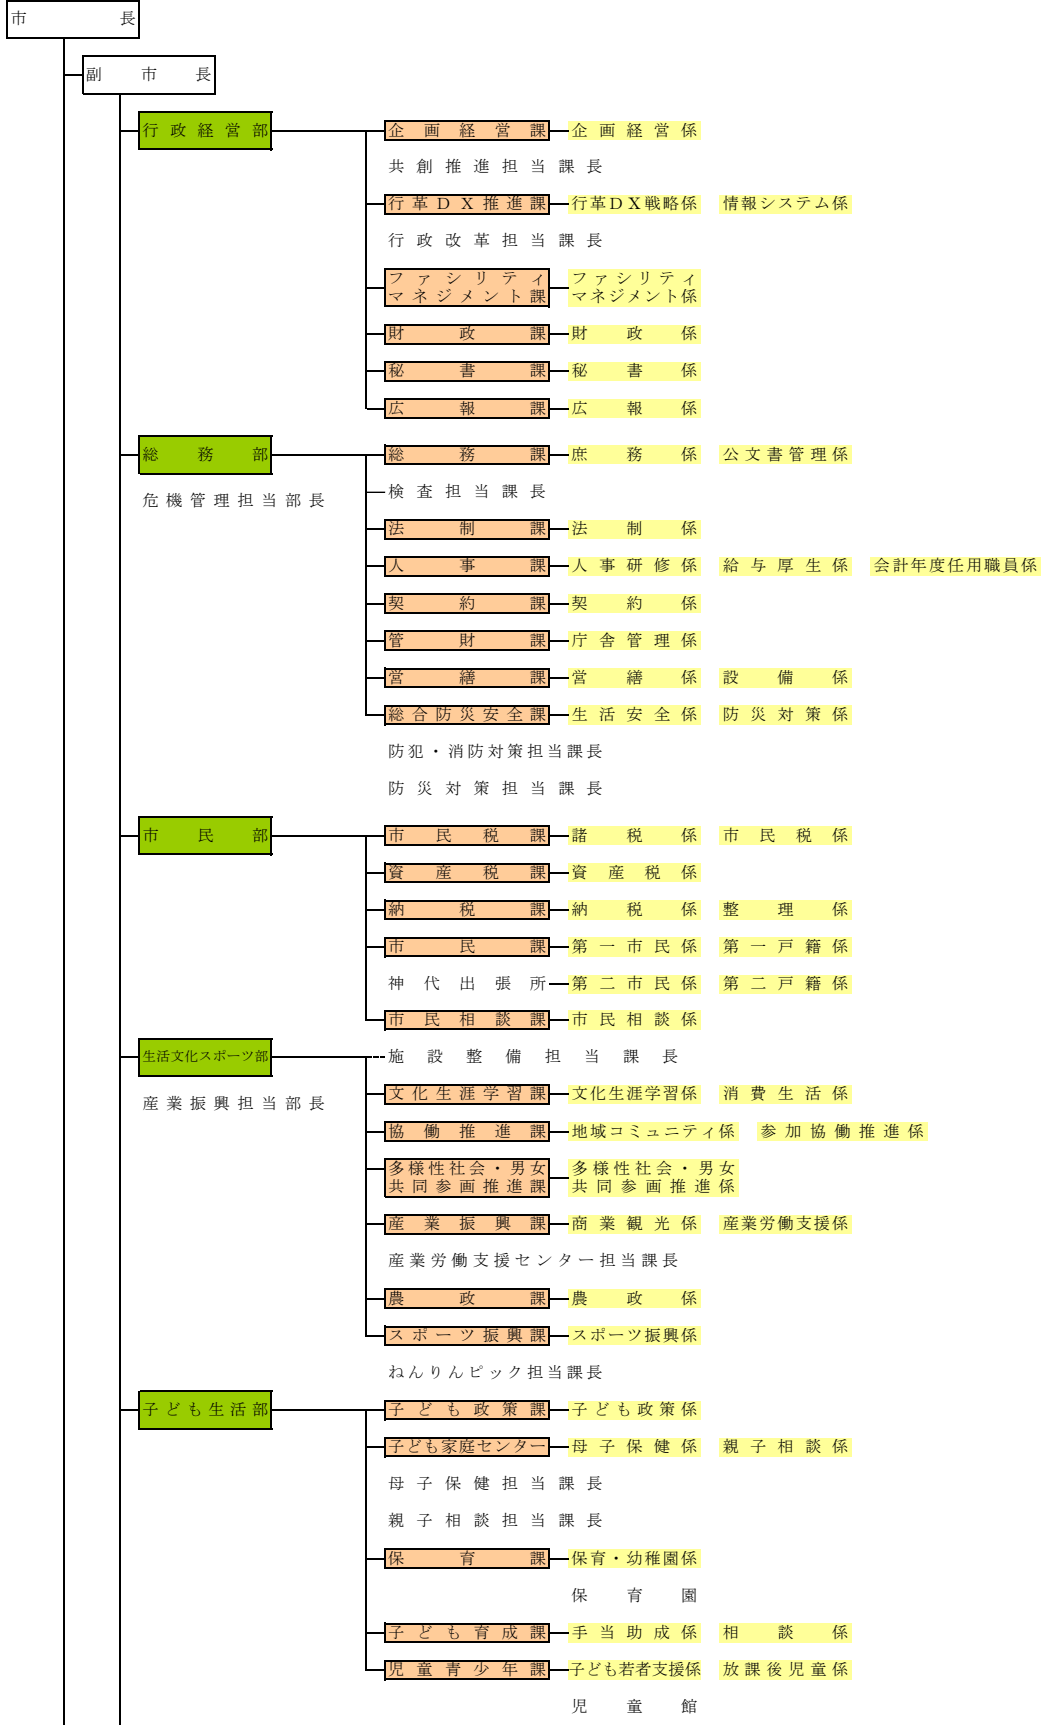 市長
副市長
行政経営部 企画経営課 企画経営係
共創推進担当課長
行革ＤＸ推進課 行革ＤＸ戦略係 情報システム係
行政改革担当課長
ファシリティ ファシリティ
マネジメント課 マネジメント係
財政課 財政係
秘書課 秘書係
広報課 広報係
総務部 総務課 庶務係 公文書管理係
危機管理担当部長 検査担当課長
法制課 法制係
人事課 人事研修係 給与厚生係 会計年度任用職員係
契約課 契約係
管財課 庁舎管理係
営繕課 営繕係 設備係
総合防災安全課 生活安全係 防災対策係
防犯・消防対策担当課長
防災対策担当課長
市民部 市民税課 諸税係 市民税係
資産税課 資産税係
納税課 納税係 整理係
市民課 第一市民係 第一戸籍係
神代出張所 第二市民係 第二戸籍係
市民相談課 市民相談係
生活文化スポーツ部 施設整備担当課長
産業振興担当部長 文化生涯学習課 文化生涯学習係 消費生活係
協働推進課 地域コミュニティ係 参加協働推進係
多様性社会・男女 多様性社会・男女
共同参画推進課 共同参画推進係
産業振興課 商業観光係 産業労働支援係
産業労働支援センター担当課長
農政課 農政係
スポーツ振興課 スポーツ振興係
ねんりんピック担当課長
子ども生活部 子ども政策課 子ども政策係
子ども家庭センター 母子保健係 親子相談係
母子保健担当課長
親子相談担当課長
保育課 保育・幼稚園係
保育園
子ども育成課 手当助成係 相談係
児童青少年課 子ども若者支援係 放課後児童係
児童館